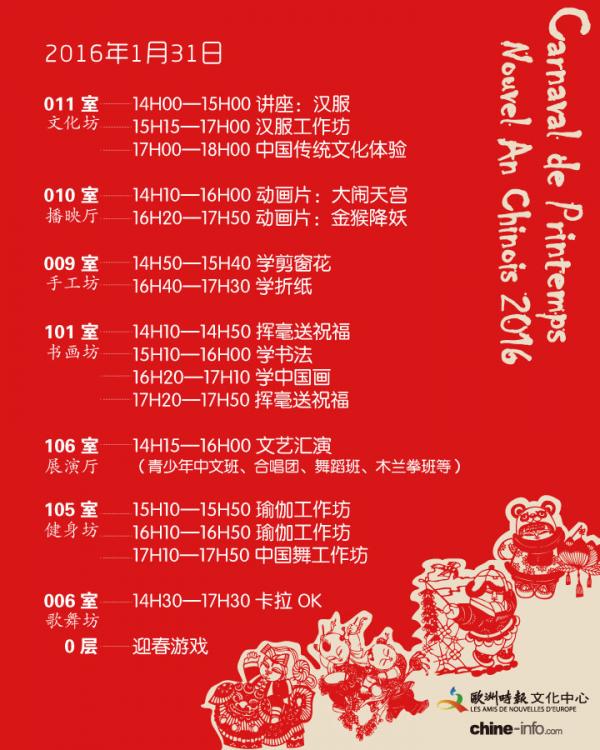 2016年1月31日
011 室 14H00—15H00 讲座：汉服
文化坊 15H15—17H00 汉服工作坊
17H00—18H00 中国传统文化体验
010 室 14H10—16H00 动画片：大闹天宫
播映厅 16H20—17H50 动画片：金猴降妖
009 室 14H50—15H40 学剪窗花
手工坊 16H40—17H30 学折纸
101 室 14H10—14H50 挥毫送祝福
书画坊 15H10—16H00 学书法
16H20—17H10 学中国画
17H20—17H50 挥毫送祝福
106 室 14H15—16H00 文艺汇演
展演厅 （青少年中文班、合唱团、舞蹈班、木兰拳班等）
105 室 15H10—15H50 瑜伽工作坊
健身坊 16H10—16H50 瑜伽工作坊
17H10—17H50 中国舞工作坊
006 室 14H30—17H30 卡拉 OK
歌舞坊
0 层 迎春游戏
Carnaval de Printemps
Nouvel An Chinois 2016
歐洲時報文化中心
LES AMIS DE NOUVELLES D'EUROPE
chine-info.com